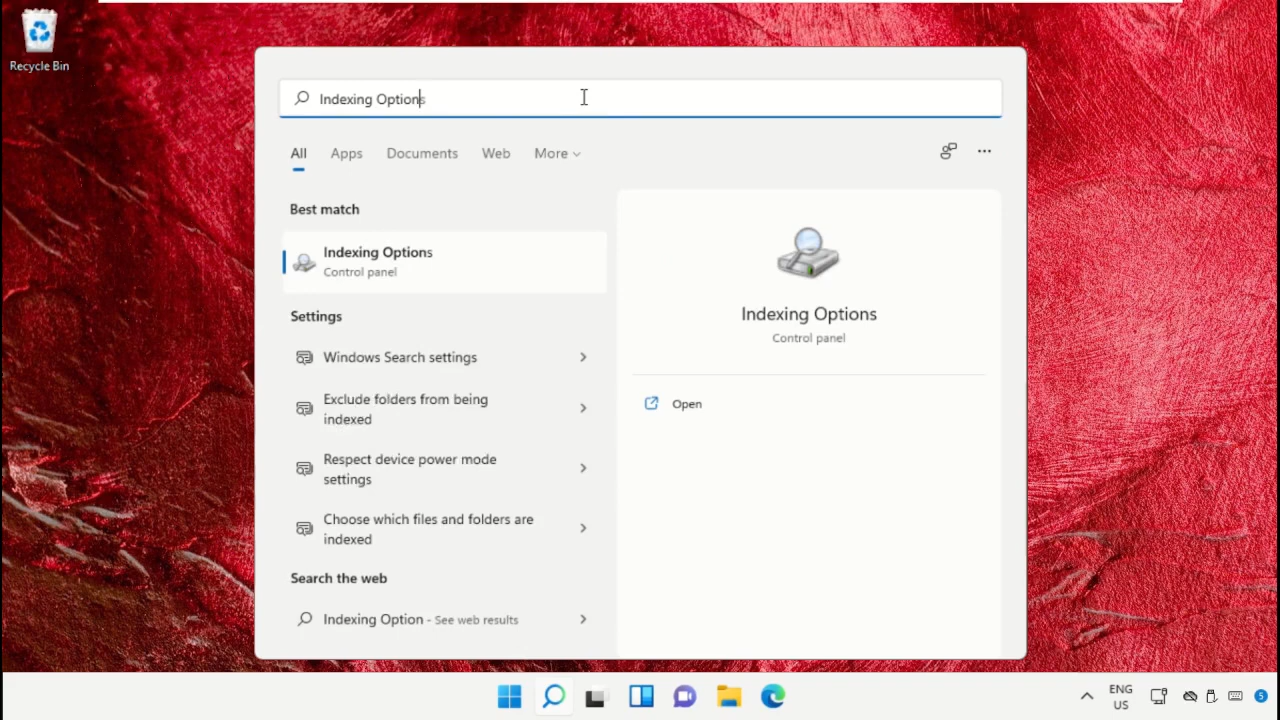 Recycle Bin
Indexing Options
All Apps Documents Web More
Best match
Indexing Options
Control panel
Settings
Windows Search settings
Exclude folders from being
indexed
Respect device power mode
settings
Choose which files and folders are
indexed
Search the web
Indexing Option - See web results
Indexing Options
Control panel
Open
ENG
US
5